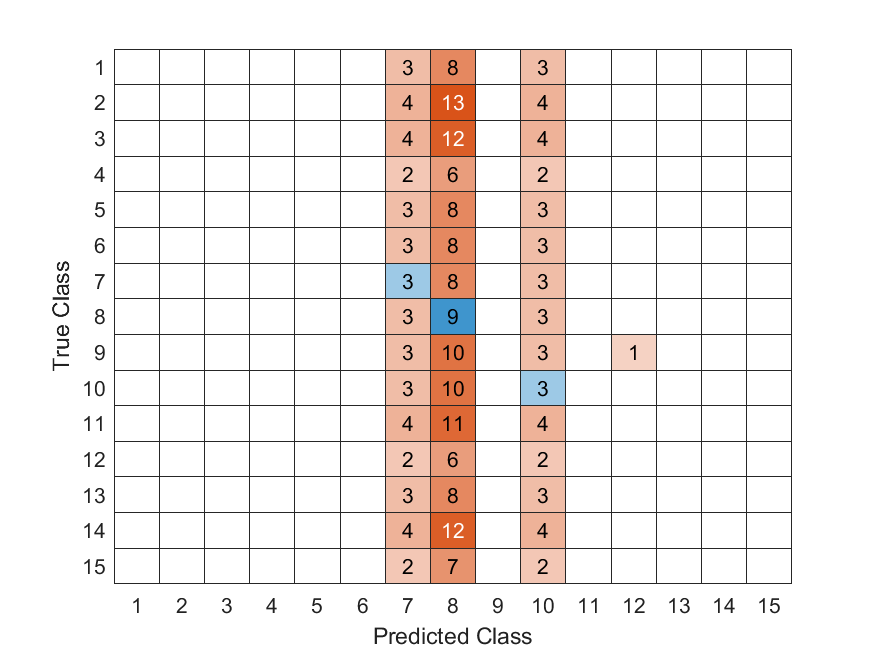 1 3 8 3
2 4 13 4
3 4 12 4
4 2 6 2
5 3 8 3
6 3 8 3
7 3 8 3
8 3 9 3
9 3 10 3 1
10 3 10 3
11 4 11 4
12 2 6 2
13 3 8 3
14 4 12 4
15 2 7 2
True Class
1 2 3 4 5 6 7 8 9 10 11 12 13 14 15
Predicted Class